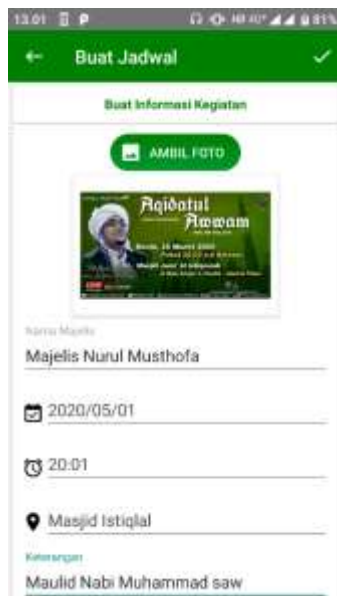 13.01
81%
Buat Jadwal
Buat Informasi Kegiatan
AMBIL FOTO
Aqidatul
Awwam
Nama Majelis
Majelis Nurul Musthofa
2020/05/01
20:01
Masjid Istiqlal
Keterangan
Maulid Nabi Muhammad saw